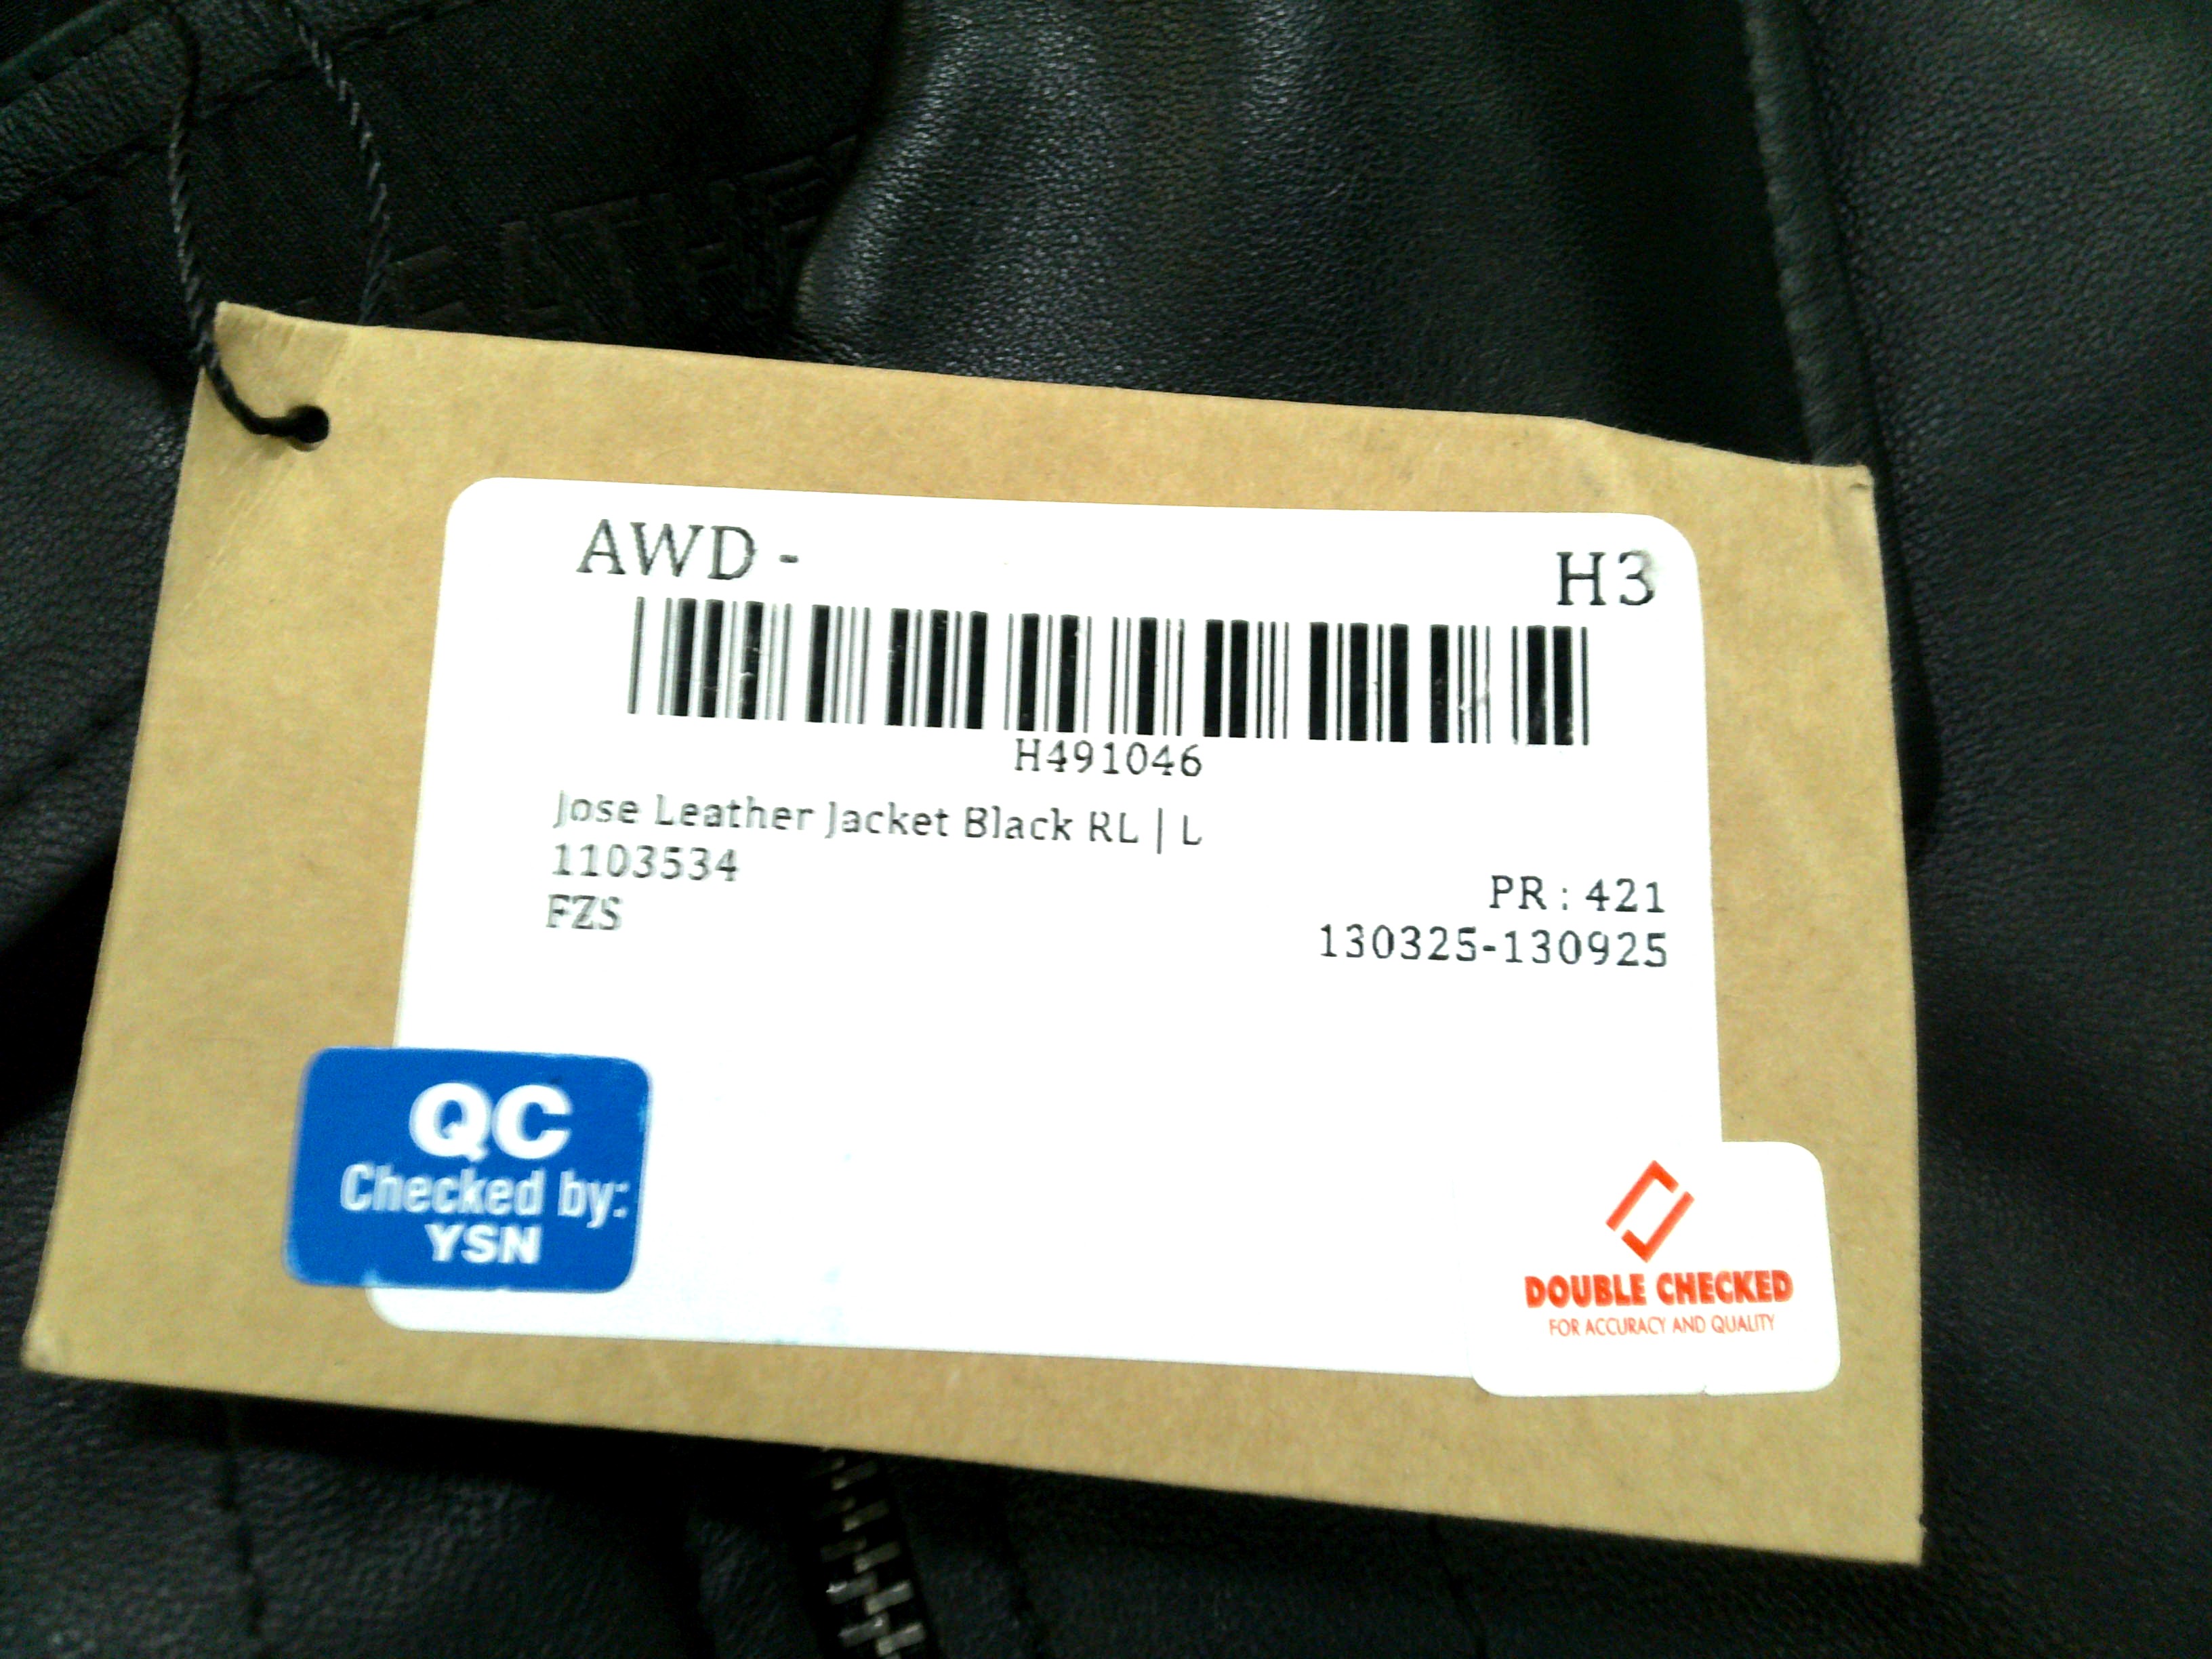 AWD - H3
H491046
Jose Leather Jacket Black RL | L
1103534
PR : 421
FZS
130325-130925
QC
Checked by:
YSN
DOUBLE CHECKED
FOR ACCURACY AND QUALITY